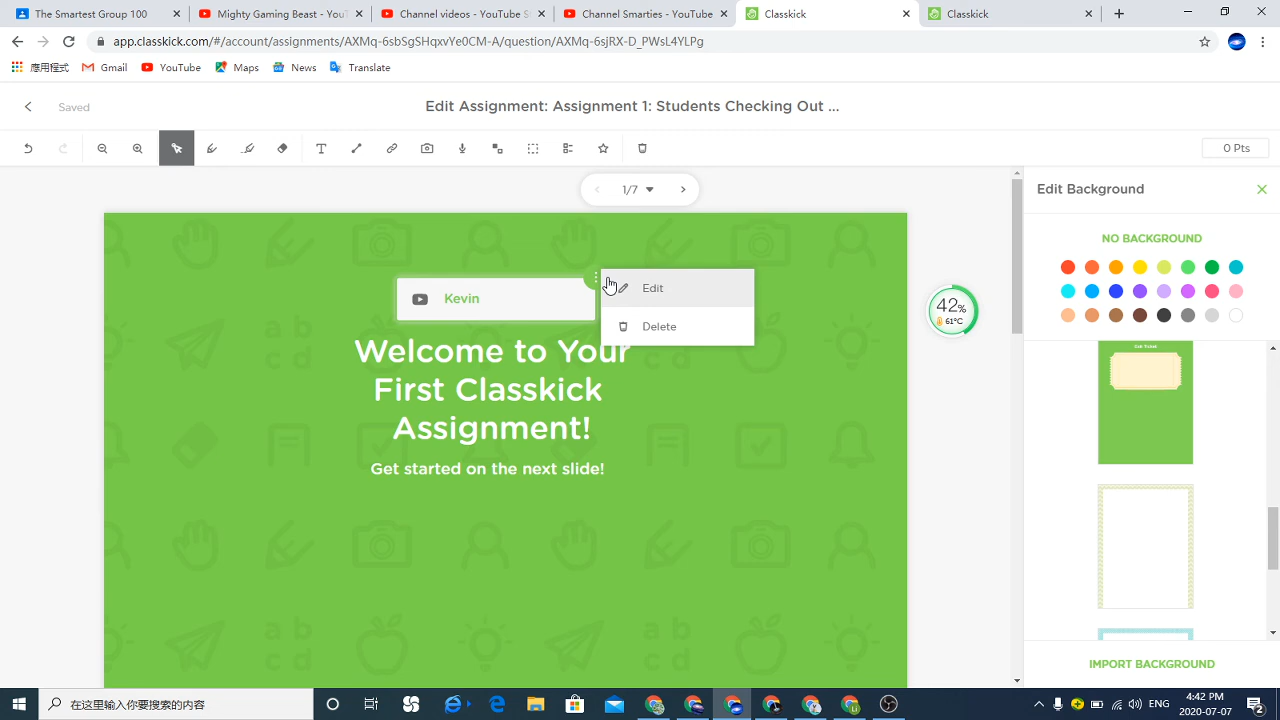 The Smartest Group 100
Mighty Gaming Beast - YouT
Channel videos - YouTube S
Channel Smarties - YouTube
Classkick
Classkick
app.classkick.com/#/account/assignments/AXMq-6sbSgSHqxvYe0CM-A/question/AXMq-6sjRX-D_PWsL4YLPg
應用程式
Gmail
YouTube
Maps
News
Translate
Saved
Edit Assignment: Assignment 1: Students Checking Out ...
0 Pts
1/7
Edit Background
NO BACKGROUND
Kevin
Edit
Delete
42%
61°C
Welcome to Your
First Classkick
Assignment!
Get started on the next slide!
Exit Ticket
a b
c d
a b
c d
a b
c d
a b
c d
IMPORT BACKGROUND
在这里输入你要搜索的内容
ENG
4:42 PM
2020-07-07
2